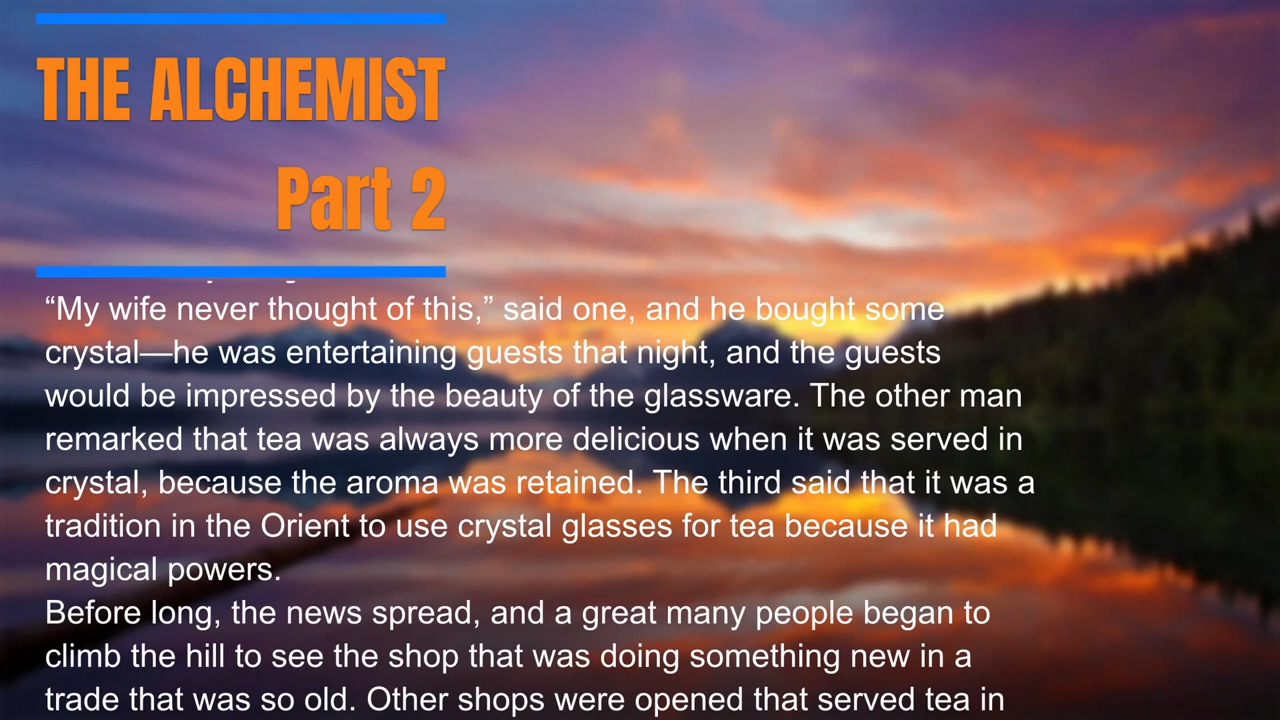 THE ALCHEMIST
Part 2
“My wife never thought of this,” said one, and he bought some
crystal—he was entertaining guests that night, and the guests
would be impressed by the beauty of the glassware. The other man
remarked that tea was always more delicious when it was served in
crystal, because the aroma was retained. The third said that it was a
tradition in the Orient to use crystal glasses for tea because it had
magical powers.
Before long, the news spread, and a great many people began to
climb the hill to see the shop that was doing something new in a
trade that was so old. Other shops were opened that served tea in